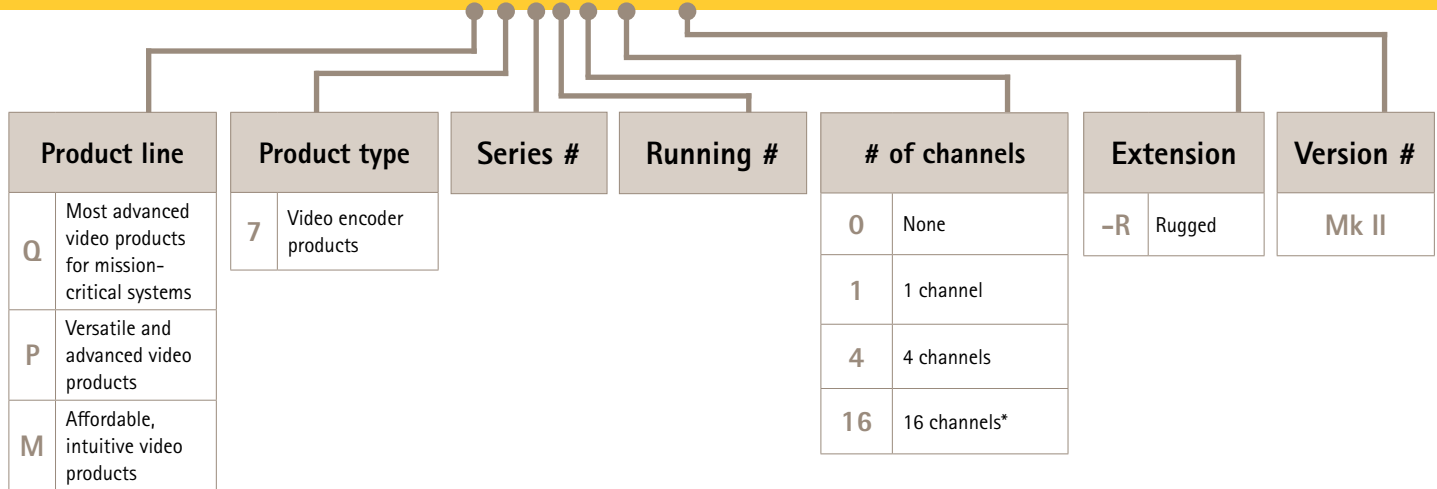 Product line
Q
Most advanced
video products
for mission-
critical systems
P
Versatile and
advanced video
products
M
Affordable,
intuitive video
products
Product type
7
Video encoder
products
Series #
Running #
# of channels
0
None
1
1 channel
4
4 channels
16
16 channels*
Extension
-R
Rugged
Version #
Mk II